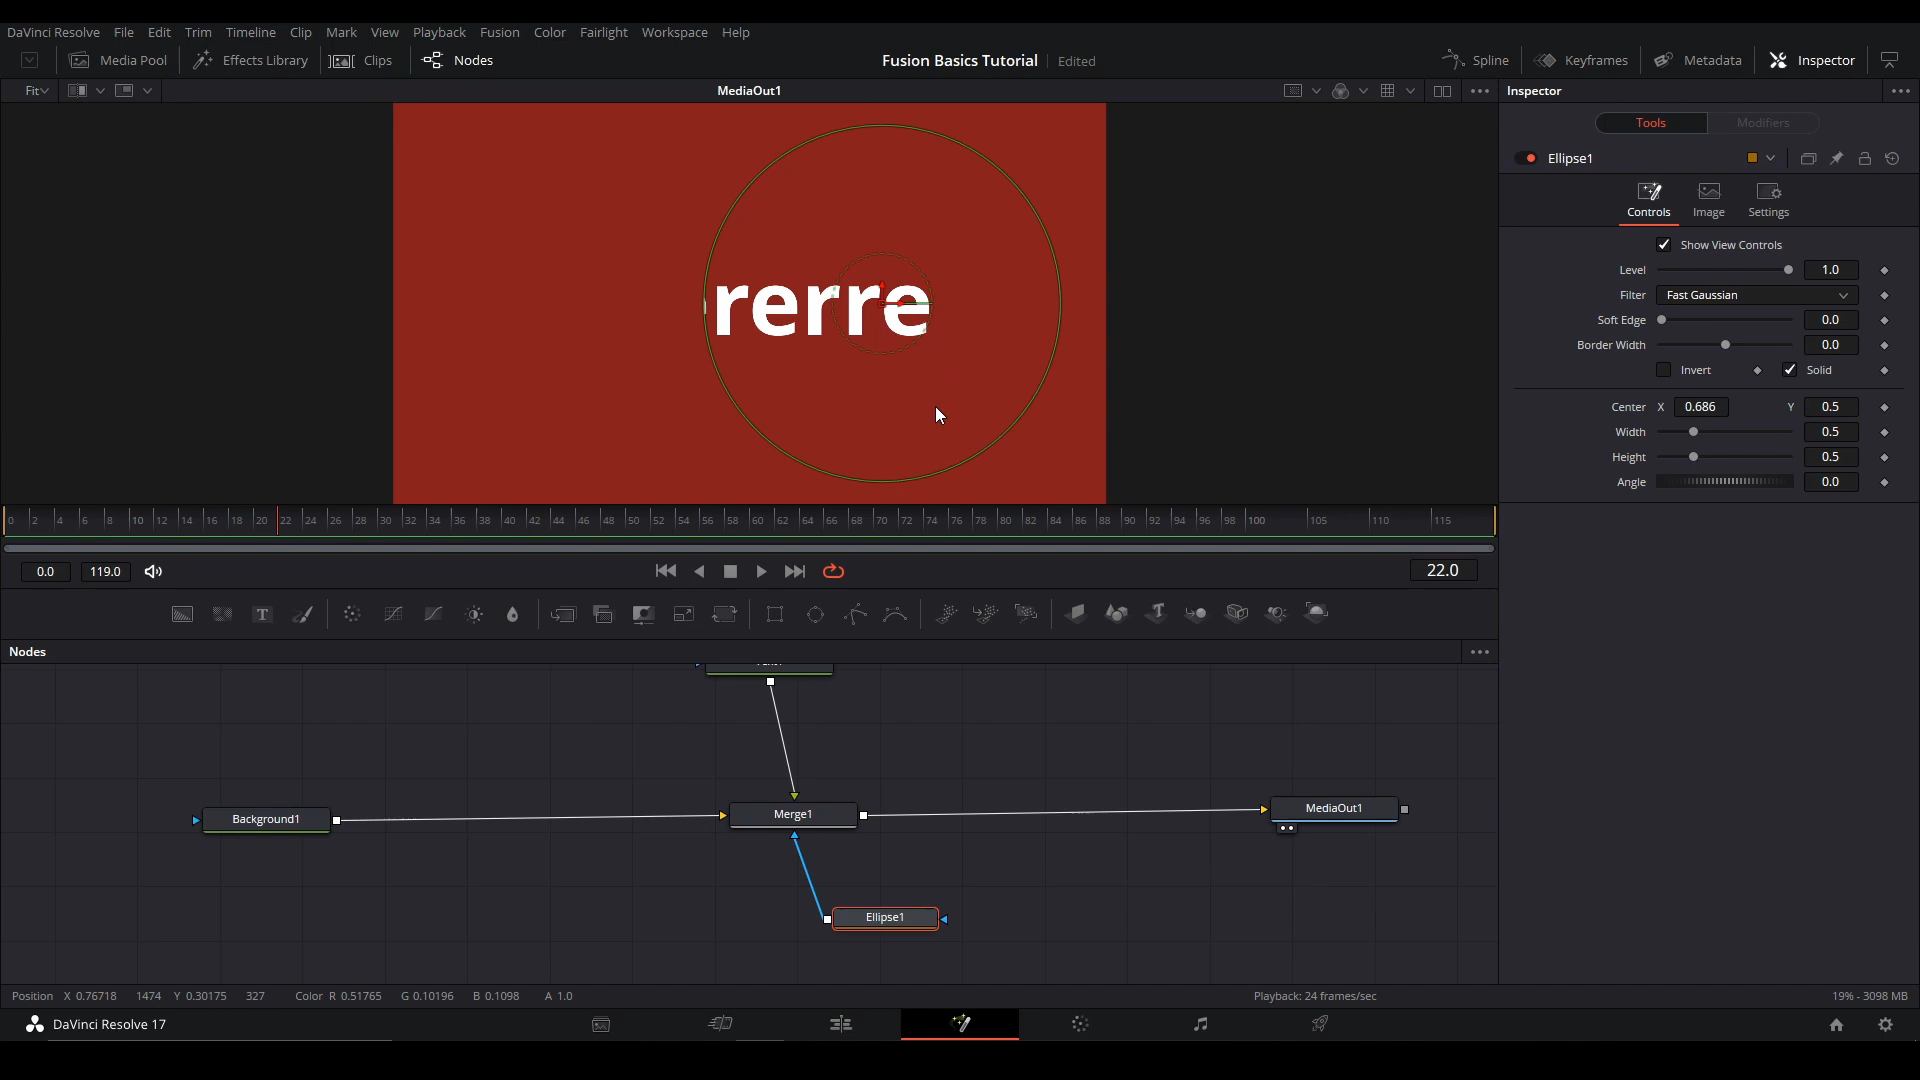 DaVinci Resolve File Edit Trim Timeline Clip Mark View Playback Fusion Color Fairlight Workspace Help
Media Pool Effects Library Clips Nodes Fusion Basics Tutorial Edited Spline Keyframes Metadata Inspector
Fit MediaOut1 Inspector
Tools Modifiers
Ellipse1
Controls Image Settings
Show View Controls
Level 1.0
Filter Fast Gaussian
Soft Edge 0.0
Border Width 0.0
Invert Solid
Center X 0.686 Y 0.5
Width 0.5
Height 0.5
Angle 0.0
rerre
0 2 4 6 8 10 12 14 16 18 20 22 24 26 28 30 32 34 36 38 40 42 44 46 48 50 52 54 56 58 60 62 64 66 68 70 72 74 76 78 80 82 84 86 88 90 92 94 96 98 100 105 110 115
0.0 119.0 22.0
Nodes
Background1 Merge1 MediaOut1
Ellipse1
Position X 0.76718 1474 Y 0.30175 327 Color R 0.51765 G 0.10196 B 0.1098 A 1.0 Playback: 24 frames/sec 19% - 3098 MB
DaVinci Resolve 17